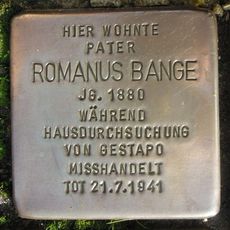 HIER WOHNTE
PATER
ROMANUS BANGE
JG. 1880
WÄHREND
HAUSDURCHSUCHUNG
VON GESTAPO
MISSHANDELT
TOT 21.7.1941